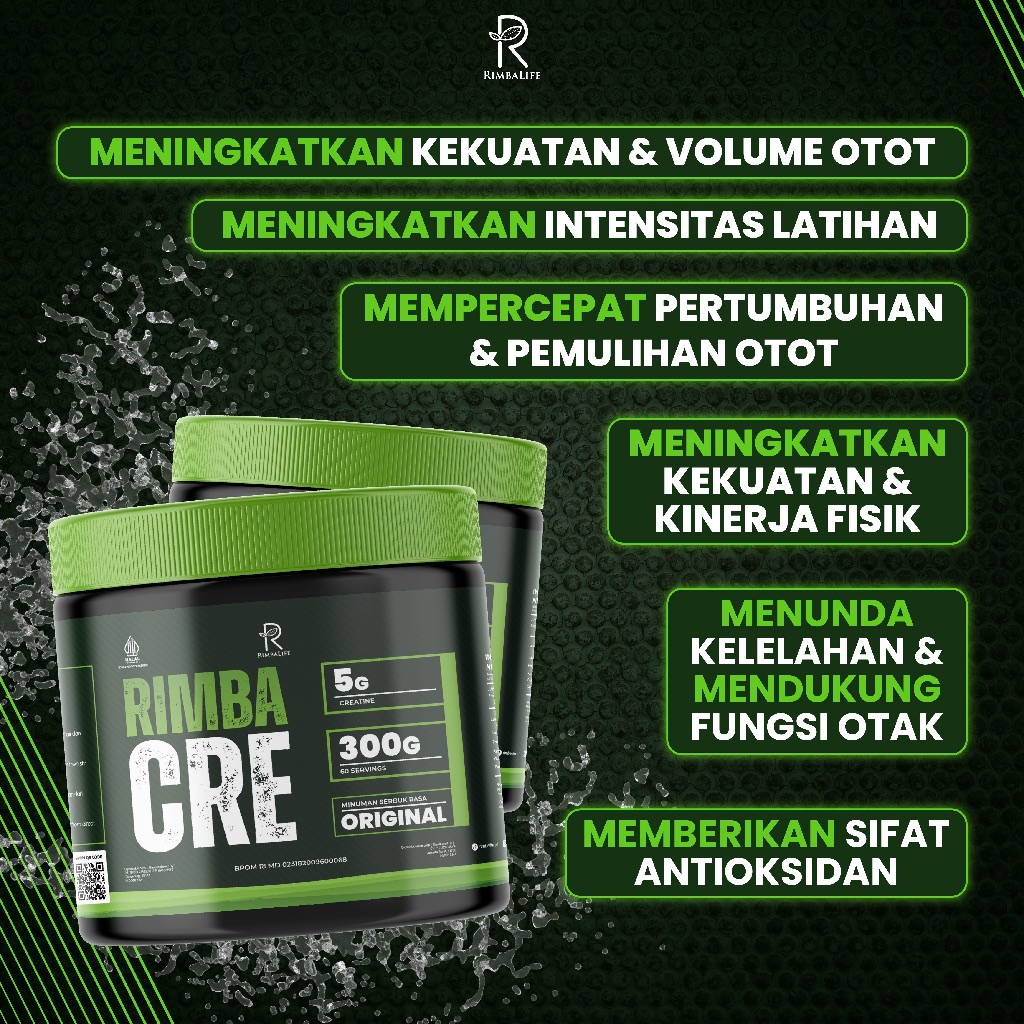 R
RIMBALIFE
MENINGKATKAN KEKUATAN & VOLUME OTOT
MENINGKATKAN INTENSITAS LATIHAN
MEMPERCEPAT PERTUMBUHAN
& PEMULIHAN OTOT
MENINGKATKAN
KEKUATAN &
KINERJA FISIK
MENUNDA
KELELAHAN &
MENDUKUNG
FUNGSI OTAK
MEMBERIKAN SIFAT
ANTIOKSIDAN
HALAL
R
RIMBALIFE
RIMBA
CRE
5G
CREATINE
300G
60 SERVINGS
MINUMAN SERBUK RASA
ORIGINAL